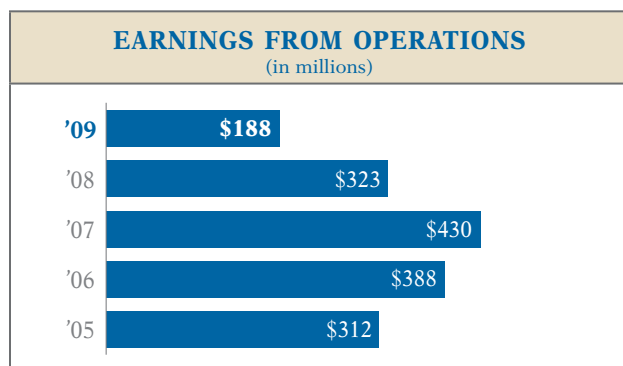 EARNINGS FROM OPERATIONS
(in millions)
’09 $188
’08 $323
’07 $430
’06 $388
’05 $312